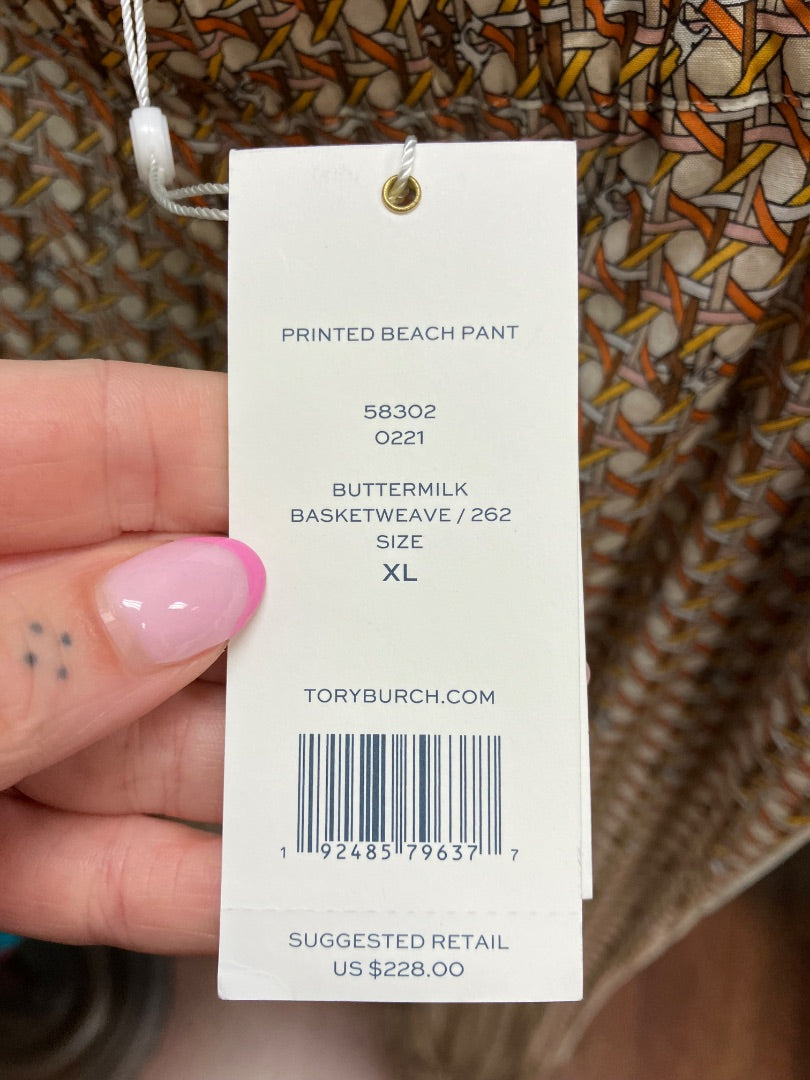 PRINTED BEACH PANT
58302
0221
BUTTERMILK
BASKETWEAVE / 262
SIZE
XL
TORYBURCH.COM
1 92485 79637 7
SUGGESTED RETAIL
US $228.00